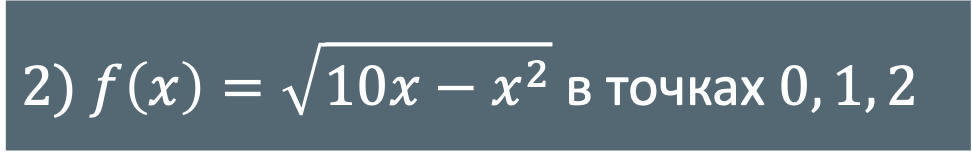 2) f(x) = √10x − x² в точках 0, 1, 2